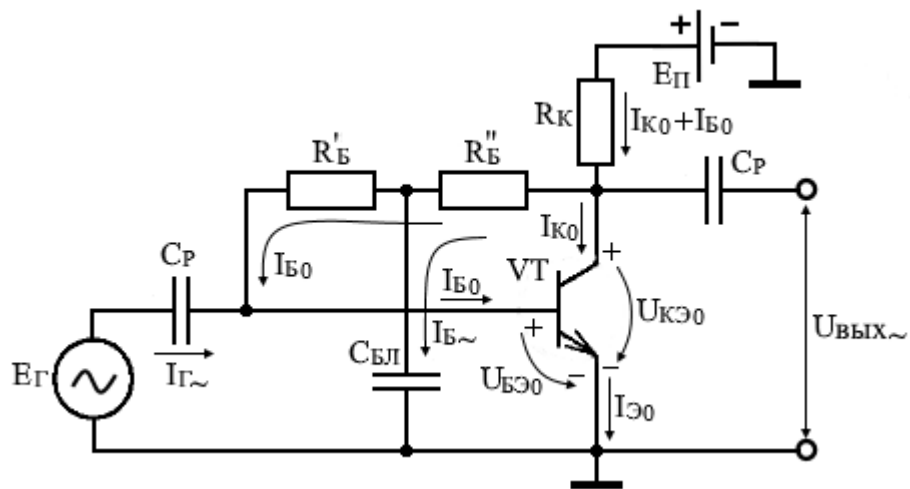 + −
EП
RК
IК0+IБ0
R'Б
R"Б
CР
IК0
+
IБ0
CР
IБ0
VT
UКЭ0
+
IБ~
UВЫХ~
EГ
IГ~
CБЛ
UБЭ0
−
−
IЭ0